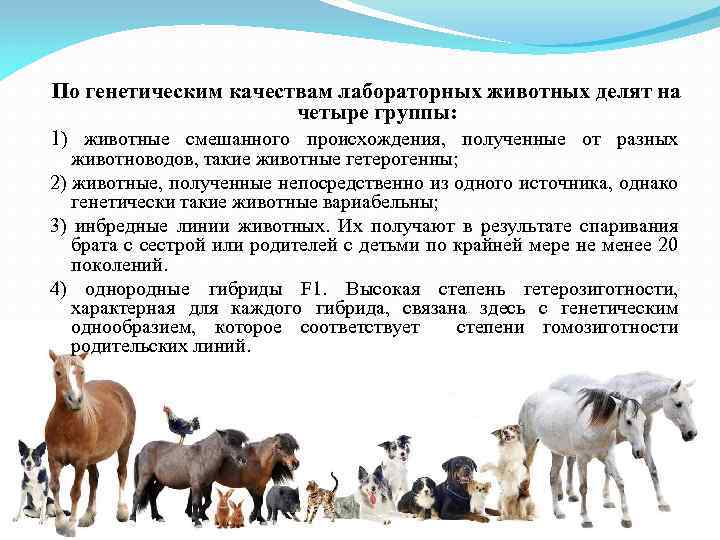 По генетическим качествам лабораторных животных делят на
четыре группы:
1) животные смешанного происхождения, полученные от разных
животноводов, такие животные гетерогенны;
2) животные, полученные непосредственно из одного источника, однако
генетически такие животные вариабельны;
3) инбредные линии животных. Их получают в результате спаривания
брата с сестрой или родителей с детьми по крайней мере не менее 20
поколений.
4) однородные гибриды F1. Высокая степень гетерозиготности,
характерная для каждого гибрида, связана здесь с генетическим
однообразием, которое соответствует степени гомозиготности
родительских линий.